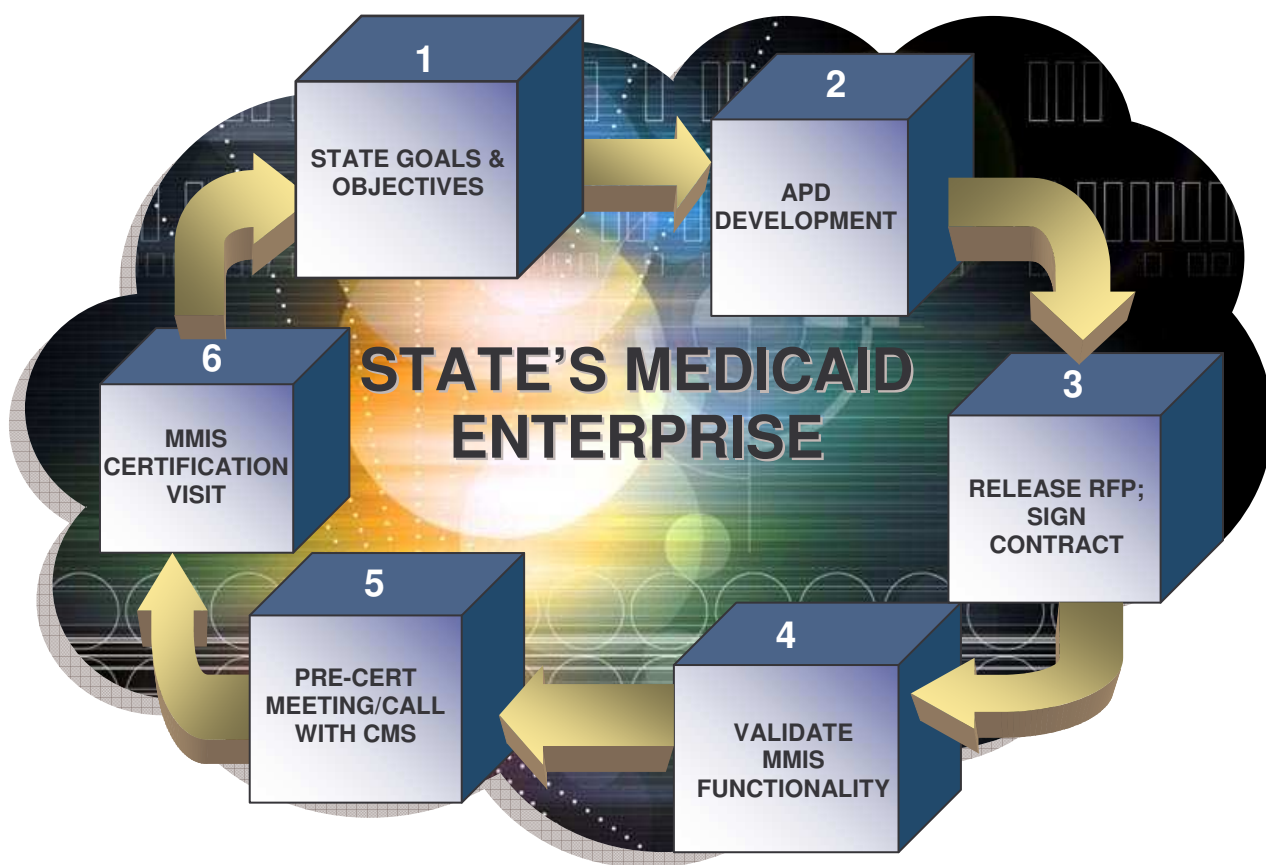 1
STATE GOALS &
OBJECTIVES
2
APD
DEVELOPMENT
3
RELEASE RFP;
SIGN
CONTRACT
4
VALIDATE
MMIS
FUNCTIONALITY
5
PRE-CERT
MEETING/CALL
WITH CMS
6
MMIS
CERTIFICATION
VISIT
STATE'S MEDICAID
ENTERPRISE